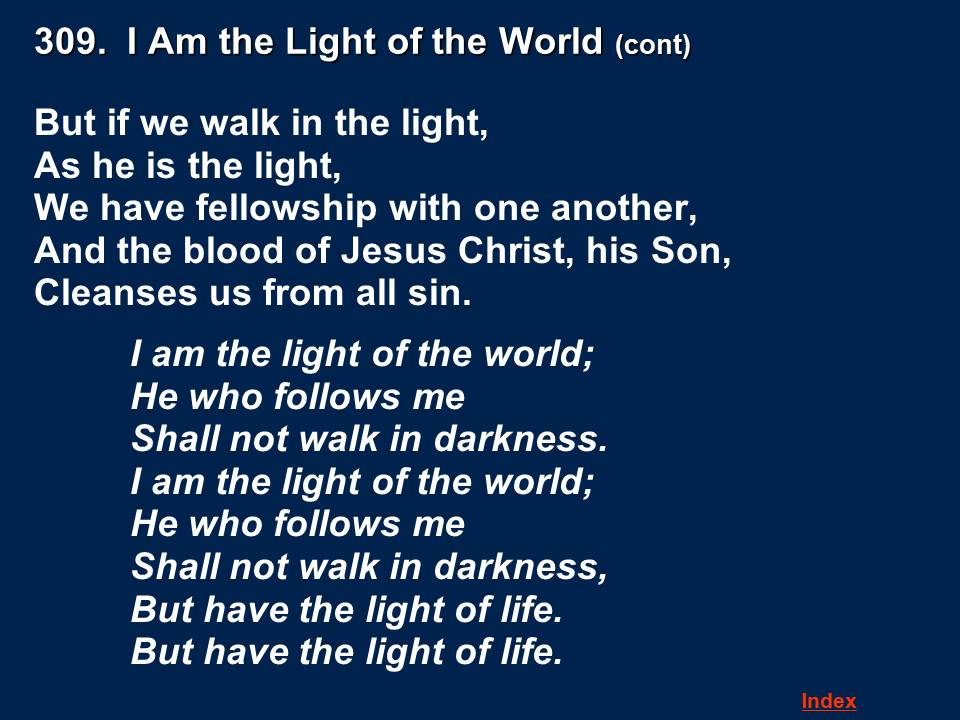 309. I Am the Light of the World (cont)
But if we walk in the light,
As he is the light,
We have fellowship with one another,
And the blood of Jesus Christ, his Son,
Cleanses us from all sin.
I am the light of the world;
He who follows me
Shall not walk in darkness.
I am the light of the world;
He who follows me
Shall not walk in darkness,
But have the light of life.
But have the light of life.
Index